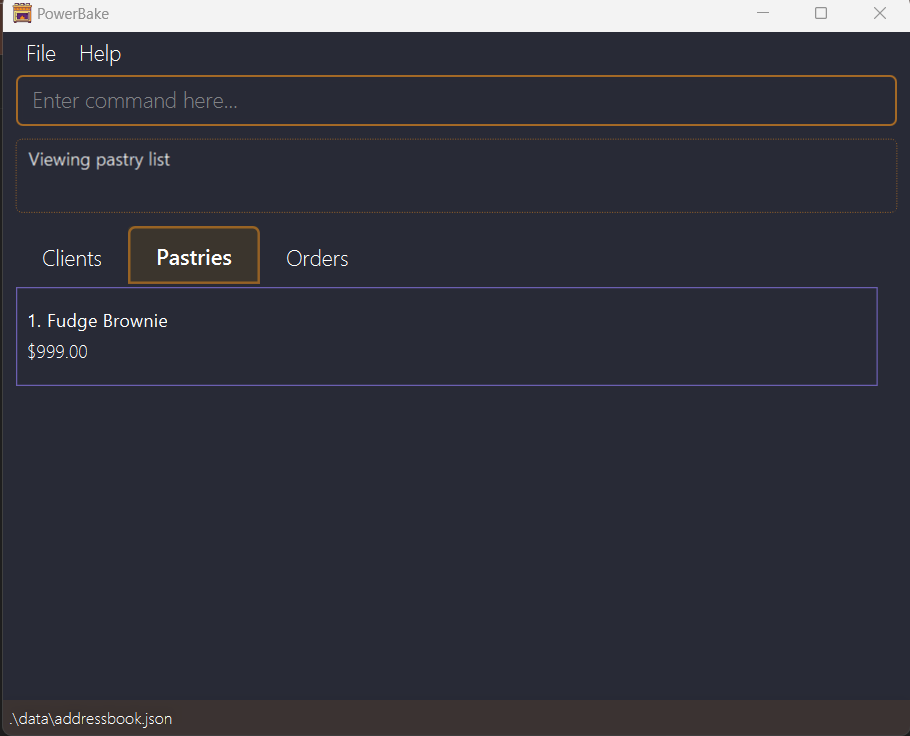 PowerBake
File Help
Enter command here...
Viewing pastry list
Clients Pastries Orders
1. Fudge Brownie
$999.00
.\data\addressbook.json